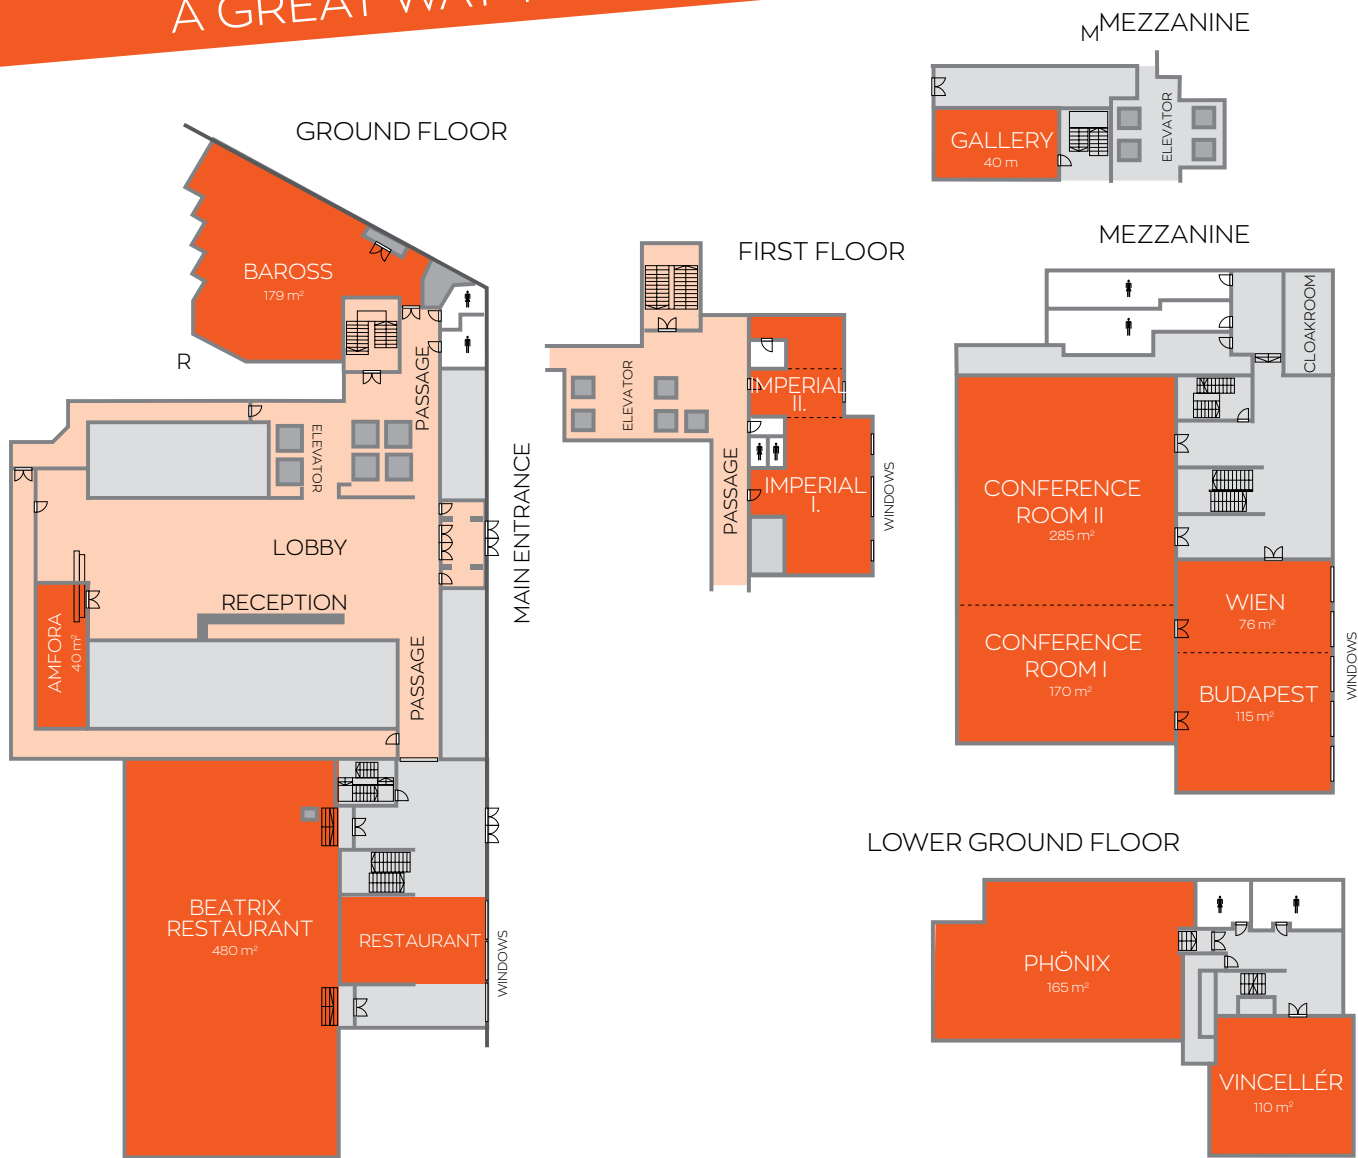 A GREAT WAY
MEZZANINE
M
ELEVATOR
GALLERY
40 m
GROUND FLOOR
BAROSS
179 m²
R
PASSAGE
ELEVATOR
MAIN ENTRANCE
LOBBY
RECEPTION
AMFORA
40 m²
PASSAGE
BEATRIX
RESTAURANT
480 m²
RESTAURANT
WINDOWS
FIRST FLOOR
ELEVATOR
IMPERIAL
II.
IMPERIAL
I.
PASSAGE
WINDOWS
MEZZANINE
CLOAKROOM
CONFERENCE
ROOM II
285 m²
CONFERENCE
ROOM I
170 m²
WIEN
76 m²
BUDAPEST
115 m²
WINDOWS
LOWER GROUND FLOOR
PHÖNIX
165 m²
VINCELLÉR
110 m²